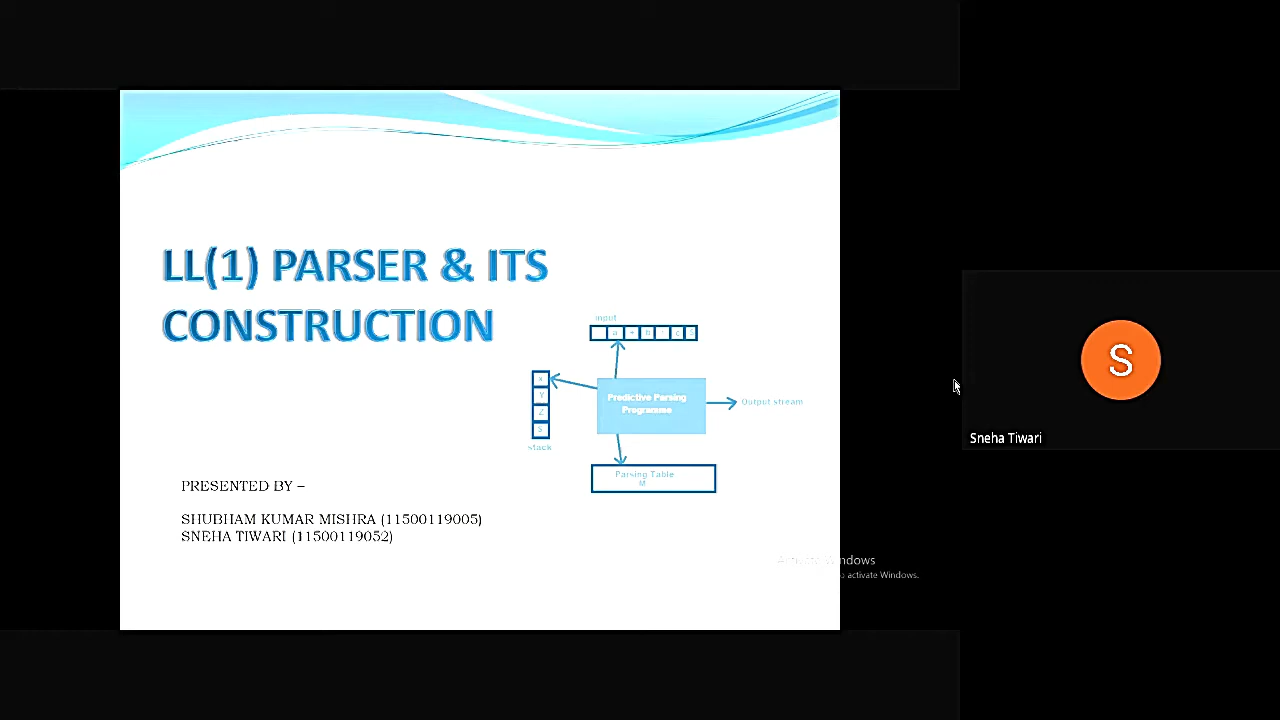 LL(1) PARSER & ITS
CONSTRUCTION
input
a + b c
X
Y
Z
S
stack
Predictive Parsing
Programme
Output stream
Parsing Table
M
PRESENTED BY –
SHUBHAM KUMAR MISHRA (11500119005)
SNEHA TIWARI (11500119052)
Activate Windows
to activate Windows.
S
Sneha Tiwari